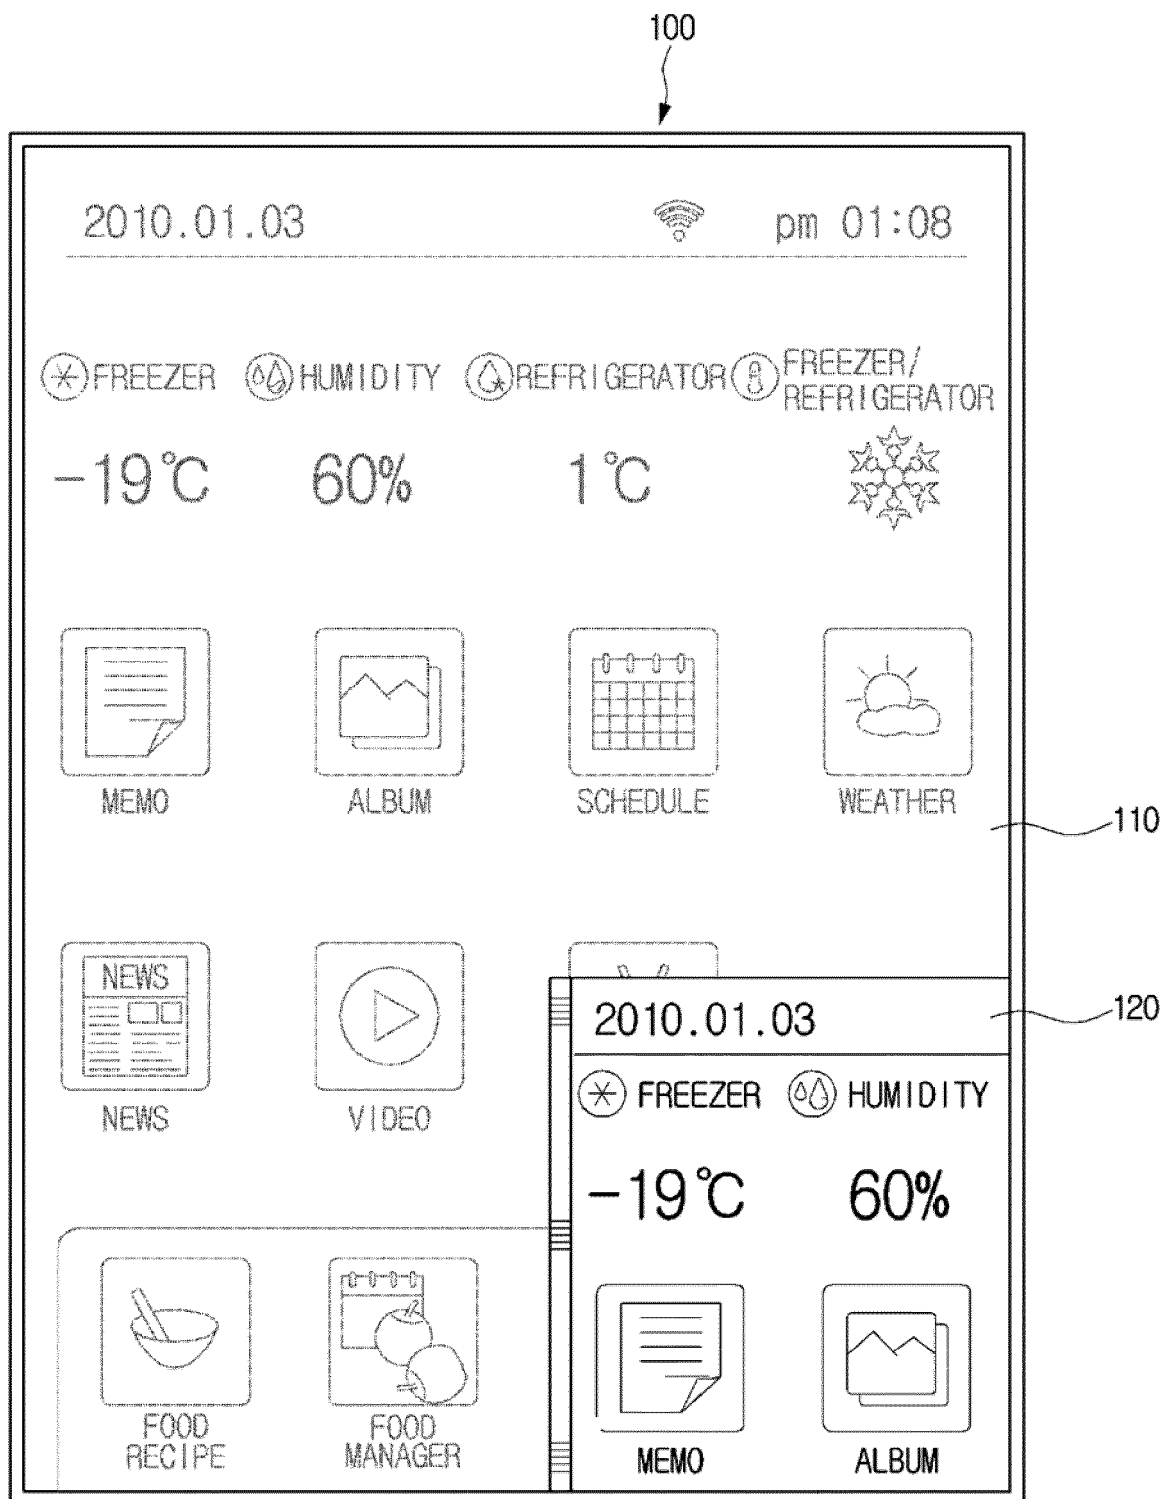 100
2010.01.03 pm 01:08
FREEZER HUMIDITY REFRIGERATOR FREEZER/
REFRIGERATOR
-19℃ 60% 1℃
MEMO ALBUM SCHEDULE WEATHER
110
NEWS
NEWS VIDEO
2010.01.03
120
FREEZER HUMIDITY
-19℃ 60%
FOOD
RECIPE
FOOD
MANAGER
MEMO ALBUM